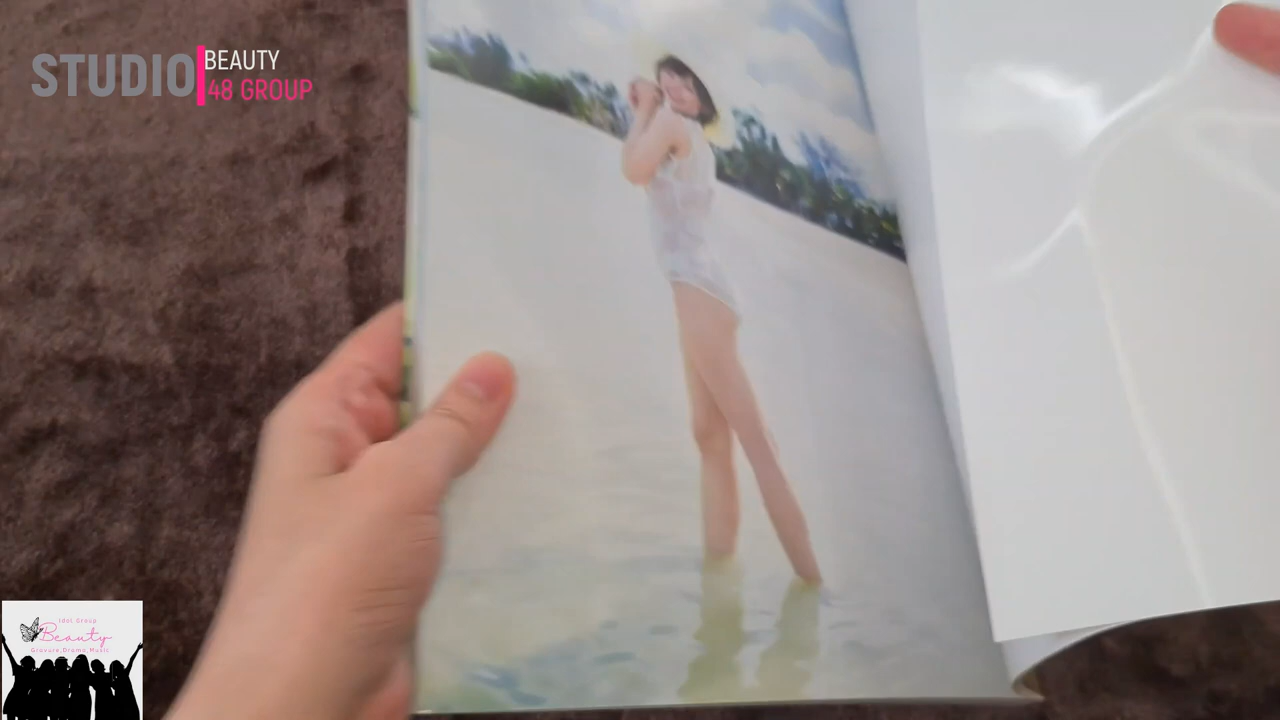 STUDIO
BEAUTY
48 GROUP
Idol Group
Beauty
Gravure, Drama, Music